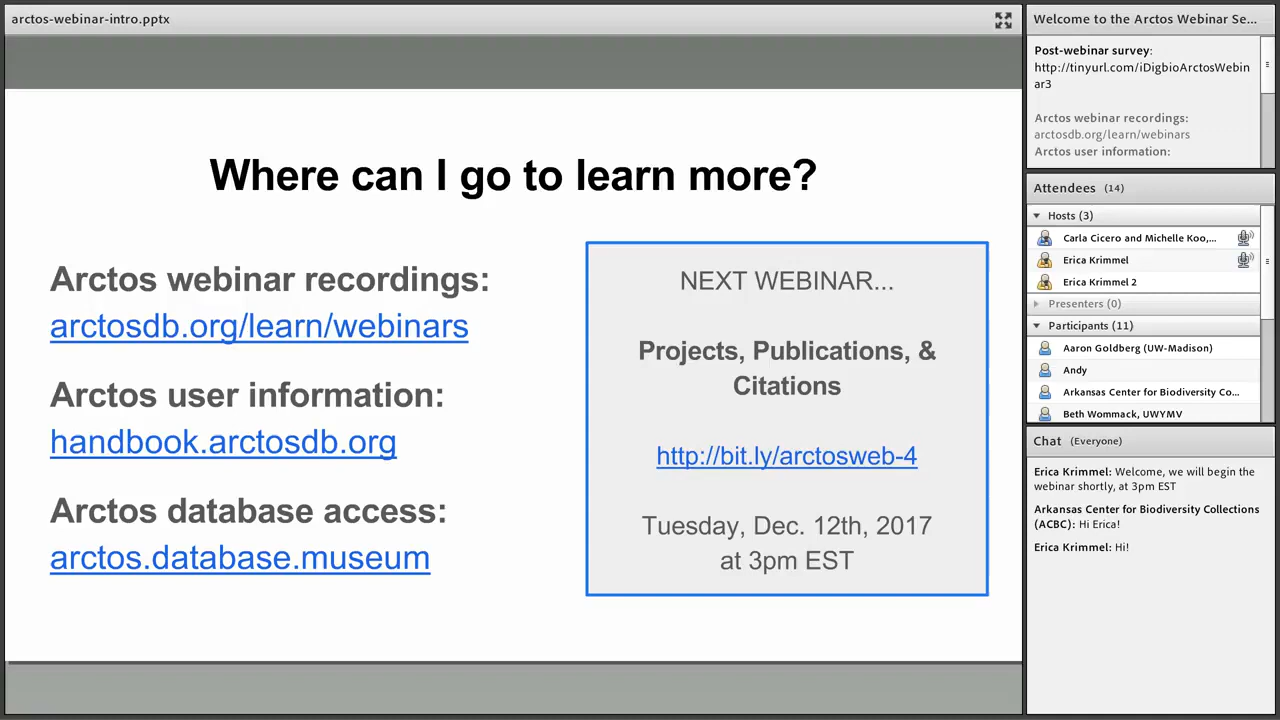 arctos-webinar-intro.pptx
Where can I go to learn more?
Arctos webinar recordings:
arctosdb.org/learn/webinars
Arctos user information:
handbook.arctosdb.org
Arctos database access:
arctos.database.museum
NEXT WEBINAR...
Projects, Publications, &
Citations
http://bit.ly/arctosweb-4
Tuesday, Dec. 12th, 2017
at 3pm EST
Welcome to the Arctos Webinar Se...
Post-webinar survey:
http://tinyurl.com/iDigbioArctosWebin
ar3
Arctos webinar recordings:
arctosdb.org/learn/webinars
Arctos user information:
Attendees (14)
Hosts (3)
Carla Cicero and Michelle Koo,...
Erica Krimmel
Erica Krimmel 2
Presenters (0)
Participants (11)
Aaron Goldberg (UW-Madison)
Andy
Arkansas Center for Biodiversity Co...
Beth Wommack, UWYMV
Chat (Everyone)
Erica Krimmel: Welcome, we will begin the
webinar shortly, at 3pm EST
Arkansas Center for Biodiversity Collections
(ACBC): Hi Erica!
Erica Krimmel: Hi!